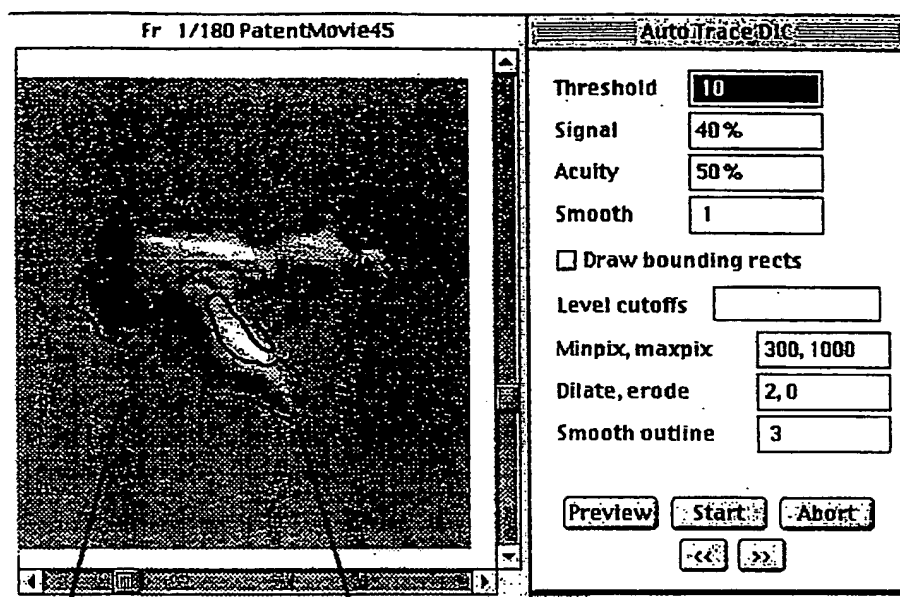 Fr 1/180 PatentMovie45
Auto Trace DIC
Threshold 10
Signal 40%
Acuity 50%
Smooth 1
Draw bounding rects
Level cutoffs
Minpix, maxpix 300, 1000
Dilate, erode 2, 0
Smooth outline 3
Preview Start Abort
<< >>